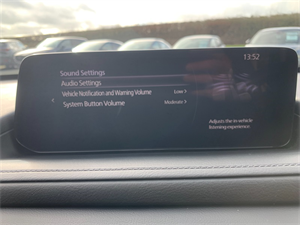 13:52
Sound Settings
Audio Settings
Vehicle Notification and Warning Volume
System Button Volume Moderate >
Adjusts the in-vehicle
listening experience